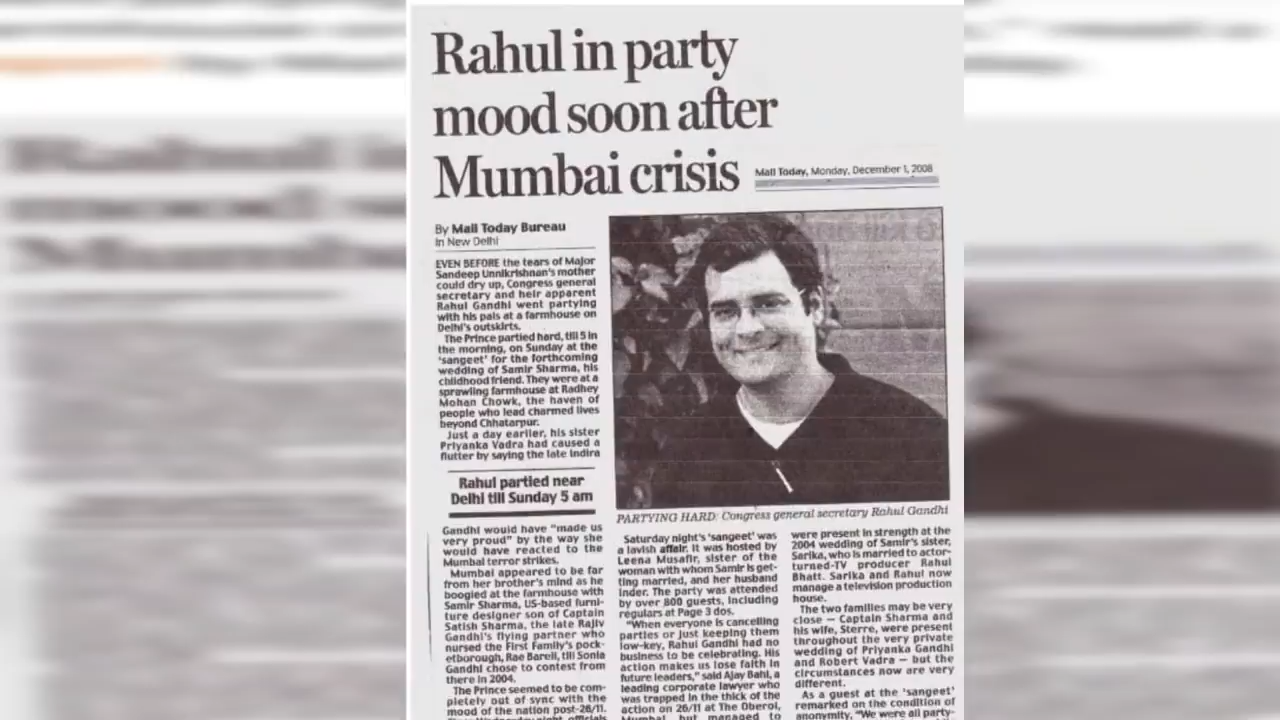 Rahul in party
mood soon after
Mumbai crisis
Mail Today, Monday, December 1, 2008
By Mail Today Bureau
In New Delhi
EVEN BEFORE the tears of Major
Sandeep Unnikrishnan's mother
could dry up, Congress general
secretary and heir apparent
Rahul Gandhi went partying
with his pals at a farmhouse on
Delhi's outskirts.
The Prince partied hard, till 5 in
the morning, on Sunday at the
'sangeet' for the forthcoming
wedding of Samir Sharma, his
childhood friend. They were at a
sprawling farmhouse at Radhey
Mohan Chowk, the haven of
people who lead charmed lives
beyond Chhatarpur.
Just a day earlier, his sister
Priyanka Vadra had caused a
flutter by saying the late Indira
Rahul partied near
Delhi till Sunday 5 am
Gandhi would have "made us
very proud" by the way she
would have reacted to the
Mumbai terror strikes.
Mumbai appeared to be far
from her brother's mind as he
boogied at the farmhouse with
Samir Sharma, US-based furni-
ture designer son of Captain
Satish Sharma, the late Rajiv
Gandhi's flying partner who
nursed the First Family's pock-
etborough, Rae Bareli, till Sonia
Gandhi chose to contest from
there in 2004.
The Prince seemed to be com-
pletely out of sync with the
mood of the nation post-26/11.
PARTYING HARD: Congress general secretary Rahul Gandhi
Saturday night's 'sangeet' was
a lavish affair. It was hosted by
Leena Musafir, sister of the
woman with whom Samir is get-
ting married, and her husband
Inder. The party was attended
by over 800 guests, including
regulars at Page 3 dos.
"When everyone is cancelling
parties or just keeping them
low-key, Rahul Gandhi had no
business to be celebrating. His
action makes us lose faith in
future leaders," said Ajay Bahl, a
leading corporate lawyer who
was trapped in the thick of the
action on 26/11 at The Oberoi,
Mumbai, but managed to
were present in strength at the
2004 wedding of Samir's sister,
Sarika, who is married to actor-
turned-TV producer Rahul
Bhatt. Sarika and Rahul now
manage a television production
house.
The two families may be very
close — Captain Sharma and
his wife, Sterre, were present
throughout the very private
wedding of Priyanka Gandhi
and Robert Vadra — but the
circumstances now are very
different.
As a guest at the 'sangeet'
remarked on the condition of
anonymity, "We were all party-